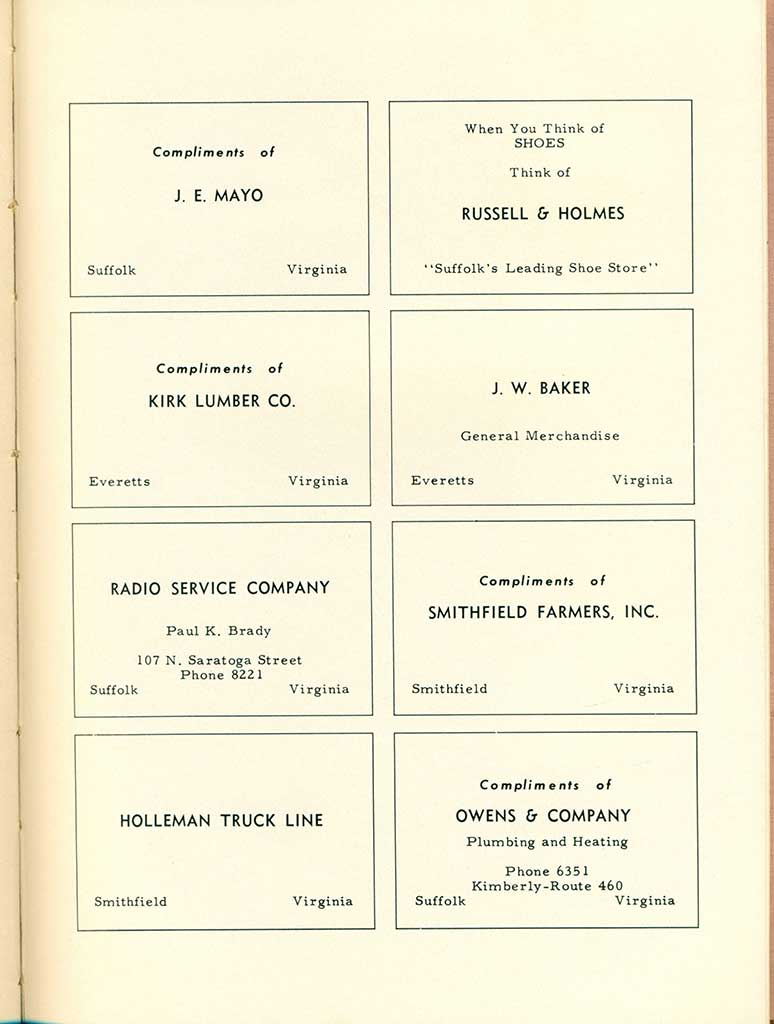 Compliments of
J. E. MAYO
Suffolk Virginia
When You Think of
SHOES
Think of
RUSSELL & HOLMES
"Suffolk's Leading Shoe Store"
Compliments of
KIRK LUMBER CO.
Everetts Virginia
J. W. BAKER
General Merchandise
Everetts Virginia
RADIO SERVICE COMPANY
Paul K. Brady
107 N. Saratoga Street
Phone 8221
Suffolk Virginia
Compliments of
SMITHFIELD FARMERS, INC.
Smithfield Virginia
HOLLEMAN TRUCK LINE
Smithfield Virginia
Compliments of
OWENS & COMPANY
Plumbing and Heating
Phone 6351
Kimberly-Route 460
Suffolk Virginia